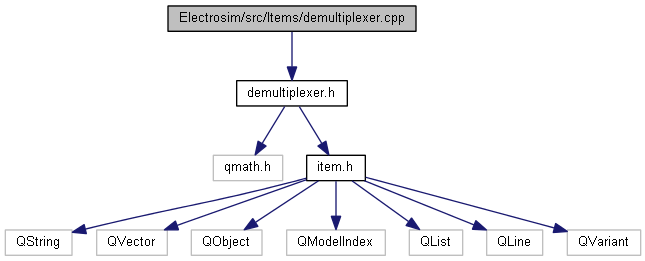 Electrosim/src/Items/demultiplexer.cpp
demultiplexer.h
qmath.h
item.h
QString
QVector
QObject
QModelIndex
QList
QLine
QVariant